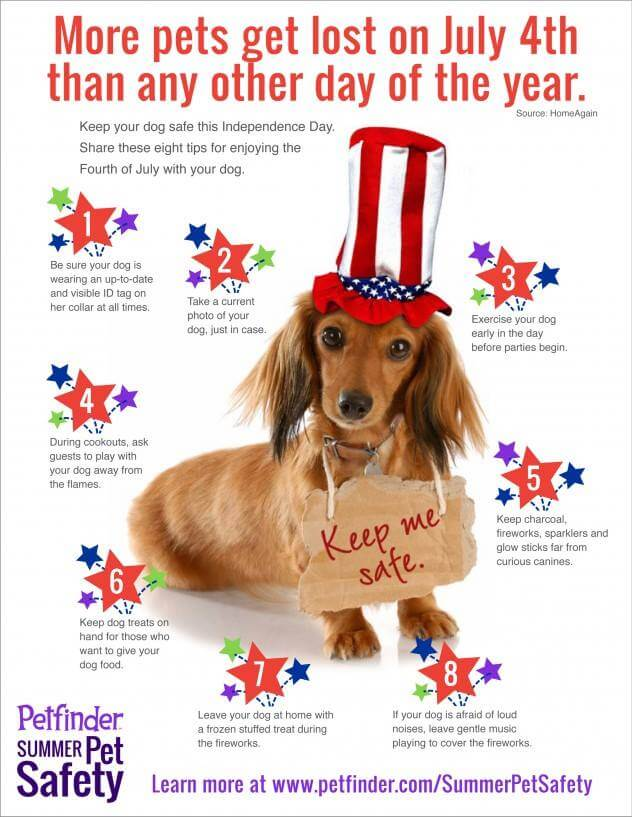 More pets get lost on July 4th
than any other day of the year.
Source: HomeAgain
Keep your dog safe this Independence Day.
Share these eight tips for enjoying the
Fourth of July with your dog.
1
Be sure your dog is
wearing an up-to-date
and visible ID tag on
her collar at all times.
2
Take a current
photo of your
dog, just in case.
3
Exercise your dog
early in the day
before parties begin.
4
During cookouts, ask
guests to play with
your dog away from
the flames.
5
Keep charcoal,
fireworks, sparklers and
glow sticks far from
curious canines.
Keep me
safe.
6
Keep dog treats on
hand for those who
want to give your
dog food.
7
Leave your dog at home with
a frozen stuffed treat during
the fireworks.
8
If your dog is afraid of loud
noises, leave gentle music
playing to cover the fireworks.
Petfinder
SUMMER Pet
Safety
Learn more at www.petfinder.com/SummerPetSafety